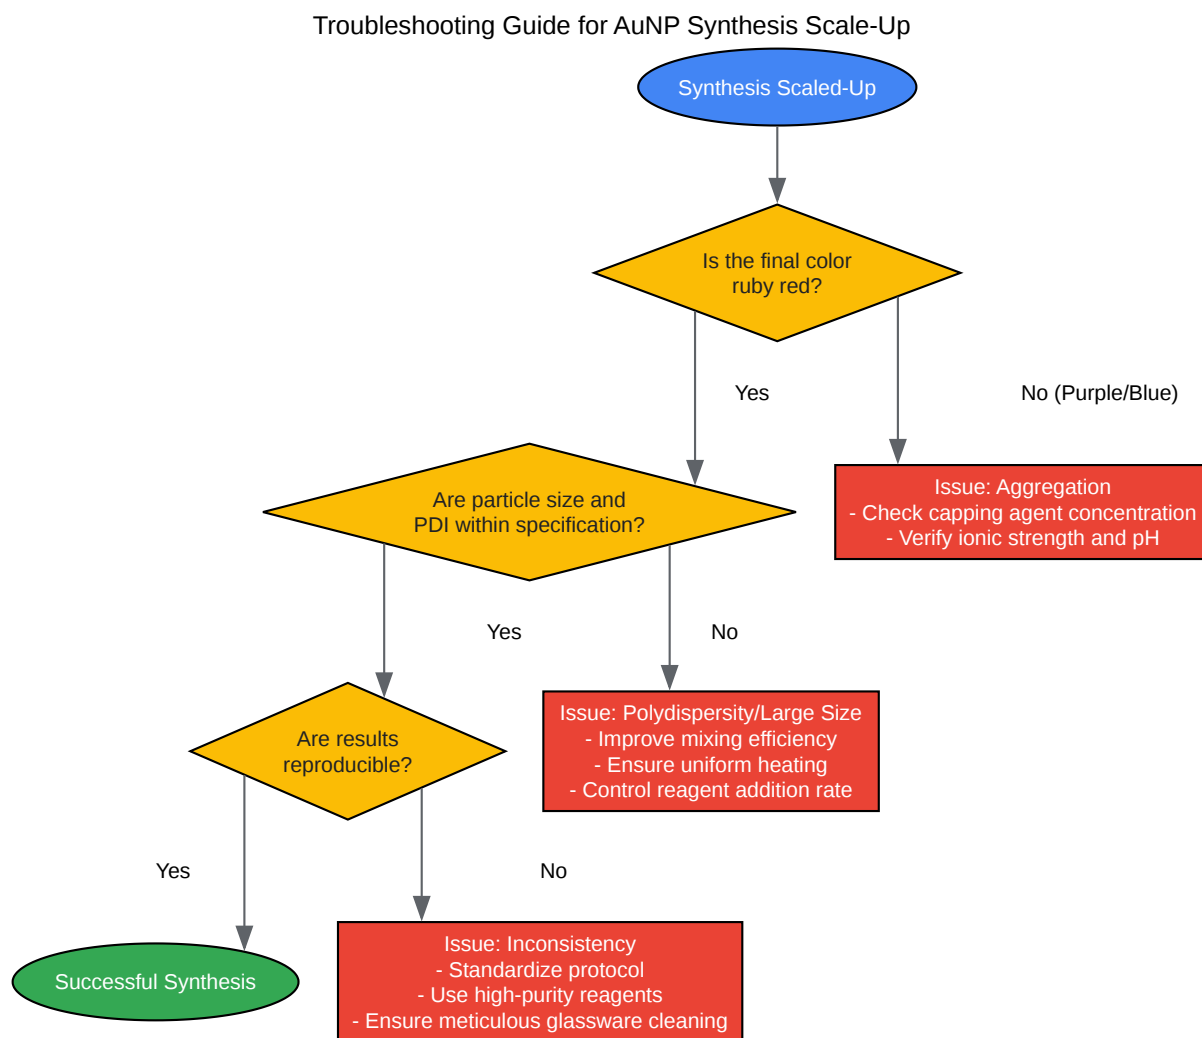 Troubleshooting Guide for AuNP Synthesis Scale-Up
Synthesis Scaled-Up
Is the final color
ruby red?
Yes
No (Purple/Blue)
Are particle size and
PDI within specification?
Issue: Aggregation
- Check capping agent concentration
- Verify ionic strength and pH
Yes
No
Are results
reproducible?
Issue: Polydispersity/Large Size
- Improve mixing efficiency
- Ensure uniform heating
- Control reagent addition rate
Yes
No
Successful Synthesis
Issue: Inconsistency
- Standardize protocol
- Use high-purity reagents
- Ensure meticulous glassware cleaning